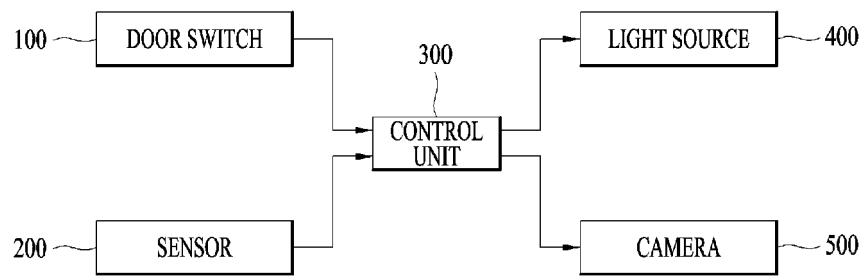 100
DOOR SWITCH
LIGHT SOURCE
400
300
CONTROL
UNIT
200
SENSOR
CAMERA
500